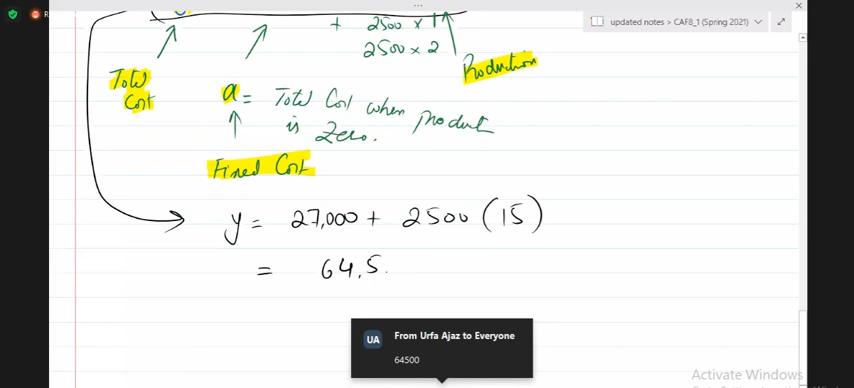 updated notes > CAF8_1 (Spring 2021)
+ 2500 × 1
2500 × 2
Production
Total
Cost
a = Total Cost when Product
is Zero.
Fixed Cost
y = 27,000 + 2500 (15)
= 64,5
UA
From Urfa Ajaz to Everyone
64500
Activate Windows